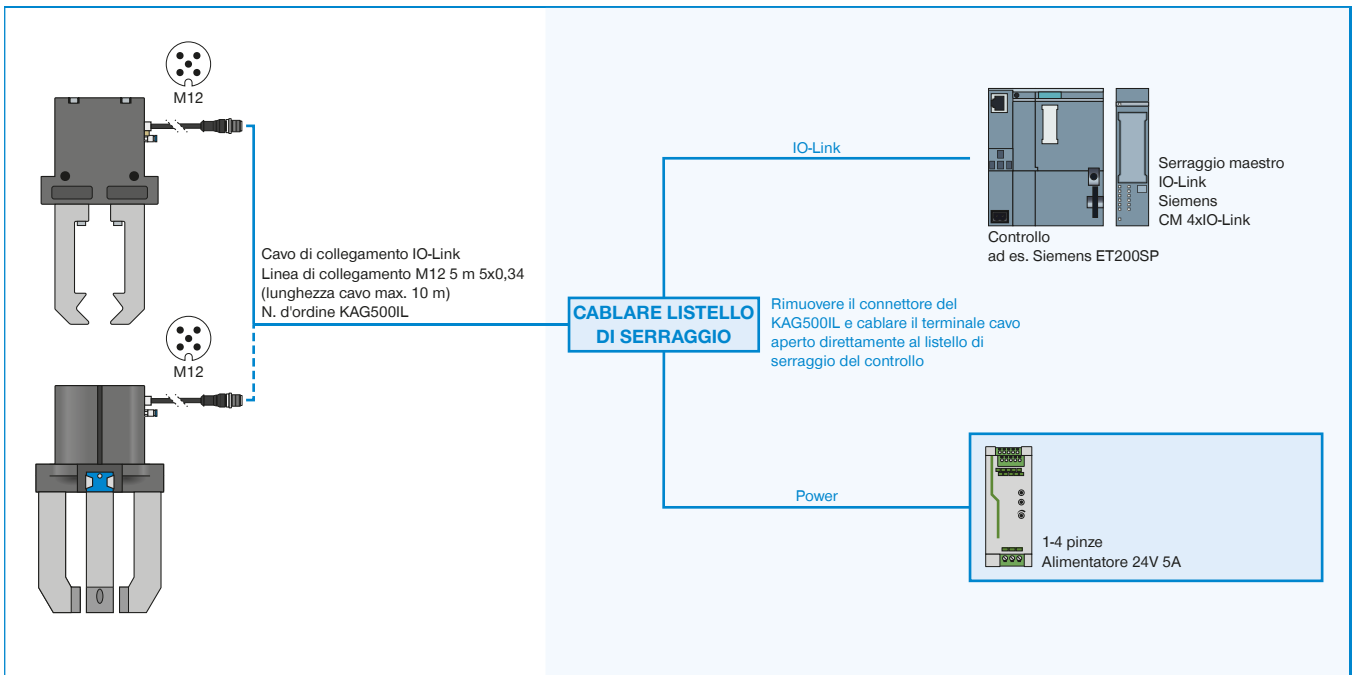 M12
Cavo di collegamento IO-Link
Linea di collegamento M12 5 m 5x0,34
(lunghezza cavo max. 10 m)
N. d'ordine KAG500IL
M12
IO-Link
CABLARE LISTELLO
DI SERRAGGIO
Rimuovere il connettore del
KAG500IL e cablare il terminale cavo
aperto direttamente al listello di
serraggio del controllo
Controllo
ad es. Siemens ET200SP
Serraggio maestro
IO-Link
Siemens
CM 4xIO-Link
Power
1-4 pinze
Alimentatore 24V 5A